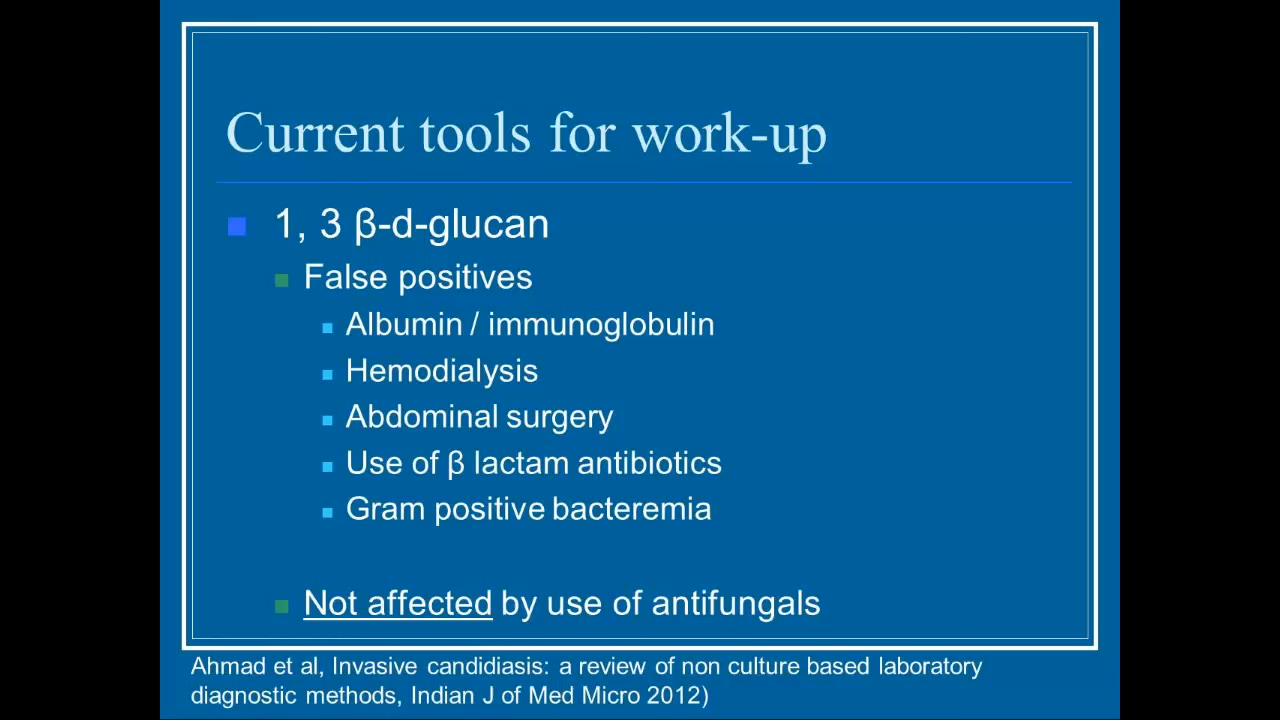 Current tools for work-up
1, 3 β-d-glucan
False positives
Albumin / immunoglobulin
Hemodialysis
Abdominal surgery
Use of β lactam antibiotics
Gram positive bacteremia
Not affected by use of antifungals
Ahmad et al, Invasive candidiasis: a review of non culture based laboratory
diagnostic methods, Indian J of Med Micro 2012)